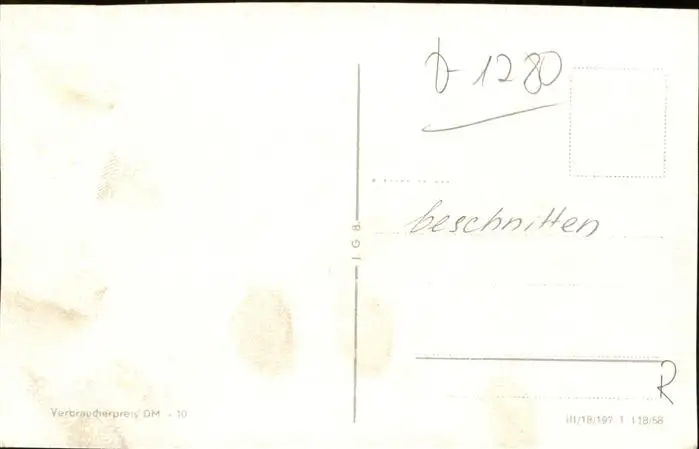 D-1280
beschnitten
J. G. B.
R
Verbraucherpreis DM -.10
III/18/197 1 118/58